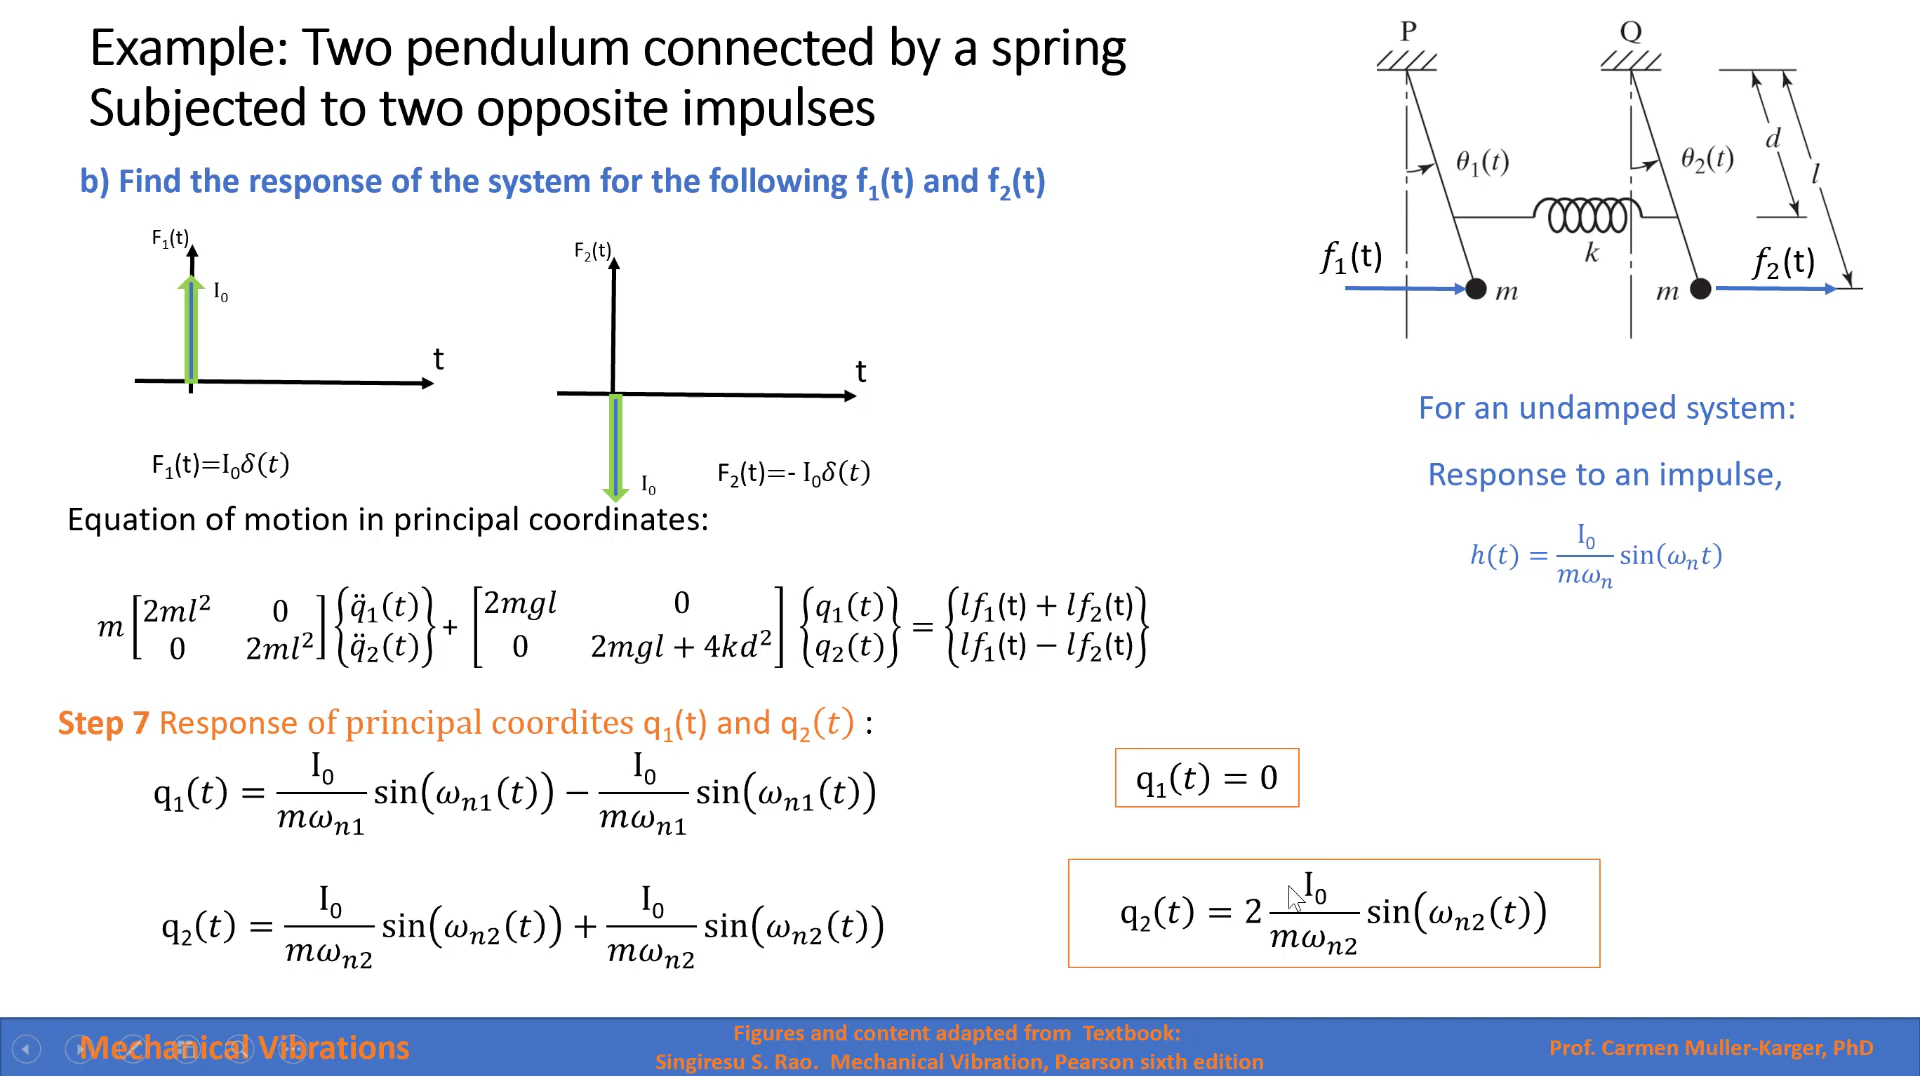 Example: Two pendulum connected by a spring
Subjected to two opposite impulses
b) Find the response of the system for the following f₁(t) and f₂(t)
F₁(t)
I₀
t
F₁(t)=I₀δ(t)
F₂(t)
t
I₀
F₂(t)=- I₀δ(t)
P
Q
θ₁(t)
θ₂(t)
d
l
k
f₁(t)
f₂(t)
m
m
For an undamped system:
Response to an impulse,
h(t) = I₀/(mωₙ) sin(ωₙt)
Equation of motion in principal coordinates:
m [2ml² 0; 0 2ml²] {q̈₁(t); q̈₂(t)} + [2mgl 0; 0 2mgl + 4kd²] {q₁(t); q₂(t)} = {lf₁(t) + lf₂(t); lf₁(t) − lf₂(t)}
Step 7 Response of principal coordites q₁(t) and q₂(t) :
q₁(t) = I₀/(mωₙ₁) sin(ωₙ₁(t)) − I₀/(mωₙ₁) sin(ωₙ₁(t))
q₁(t) = 0
q₂(t) = I₀/(mωₙ₂) sin(ωₙ₂(t)) + I₀/(mωₙ₂) sin(ωₙ₂(t))
q₂(t) = 2 I₀/(mωₙ₂) sin(ωₙ₂(t))
Mechanical Vibrations
Figures and content adapted from Textbook:
Singiresu S. Rao. Mechanical Vibration, Pearson sixth edition
Prof. Carmen Muller-Karger, PhD